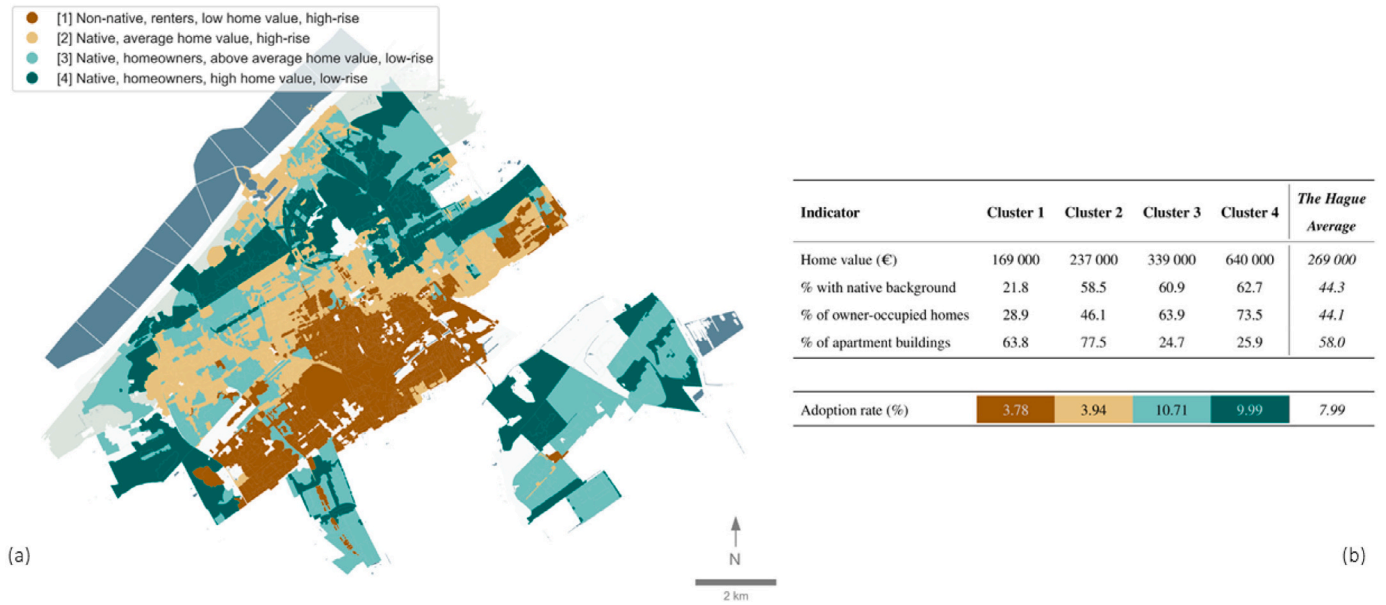 [1] Non-native, renters, low home value, high-rise
[2] Native, average home value, high-rise
[3] Native, homeowners, above average home value, low-rise
[4] Native, homeowners, high home value, low-rise
N
2 km
(a)
Indicator Cluster 1 Cluster 2 Cluster 3 Cluster 4 The Hague
Average
Home value (€) 169 000 237 000 339 000 640 000 269 000
% with native background 21.8 58.5 60.9 62.7 44.3
% of owner-occupied homes 28.9 46.1 63.9 73.5 44.1
% of apartment buildings 63.8 77.5 24.7 25.9 58.0
Adoption rate (%) 3.78 3.94 10.71 9.99 7.99
(b)